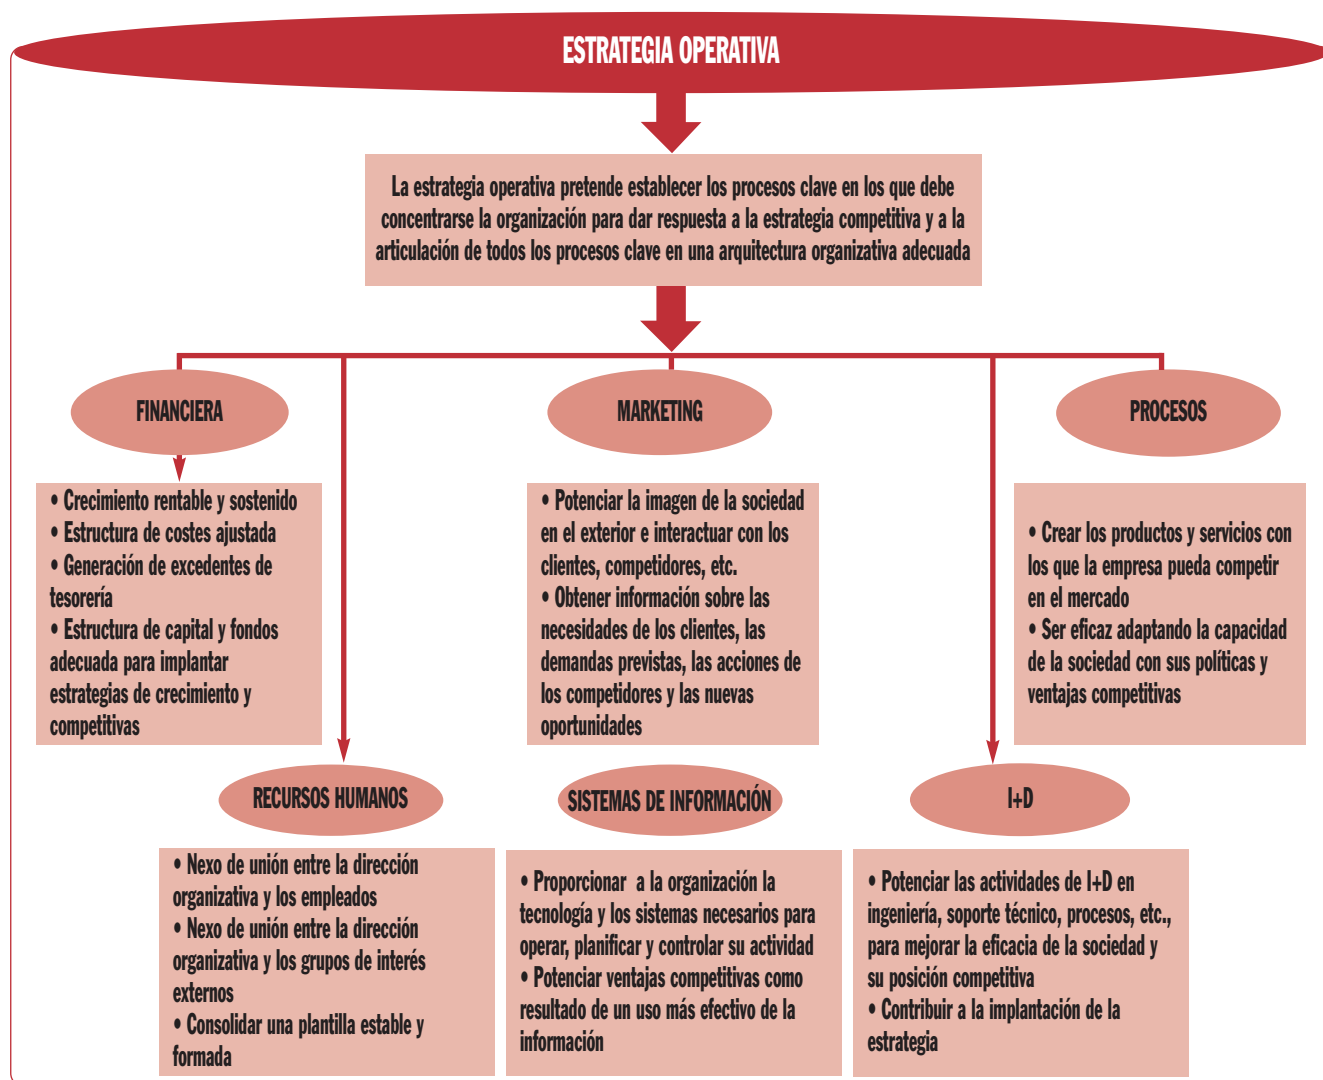 ESTRATEGIA OPERATIVA
La estrategia operativa pretende establecer los procesos clave en los que debe
concentrarse la organización para dar respuesta a la estrategia competitiva y a la
articulación de todos los procesos clave en una arquitectura organizativa adecuada
FINANCIERA
• Crecimiento rentable y sostenido
• Estructura de costes ajustada
• Generación de excedentes de
tesorería
• Estructura de capital y fondos
adecuada para implantar
estrategias de crecimiento y
competitivas
MARKETING
• Potenciar la imagen de la sociedad
en el exterior e interactuar con los
clientes, competidores, etc.
• Obtener información sobre las
necesidades de los clientes, las
demandas previstas, las acciones de
los competidores y las nuevas
oportunidades
PROCESOS
• Crear los productos y servicios con
los que la empresa pueda competir
en el mercado
• Ser eficaz adaptando la capacidad
de la sociedad con sus políticas y
ventajas competitivas
RECURSOS HUMANOS
• Nexo de unión entre la dirección
organizativa y los empleados
• Nexo de unión entre la dirección
organizativa y los grupos de interés
externos
• Consolidar una plantilla estable y
formada
SISTEMAS DE INFORMACIÓN
• Proporcionar a la organización la
tecnología y los sistemas necesarios para
operar, planificar y controlar su actividad
• Potenciar ventajas competitivas como
resultado de un uso más efectivo de la
información
I+D
• Potenciar las actividades de I+D en
ingeniería, soporte técnico, procesos, etc.,
para mejorar la eficacia de la sociedad y
su posición competitiva
• Contribuir a la implantación de la
estrategia